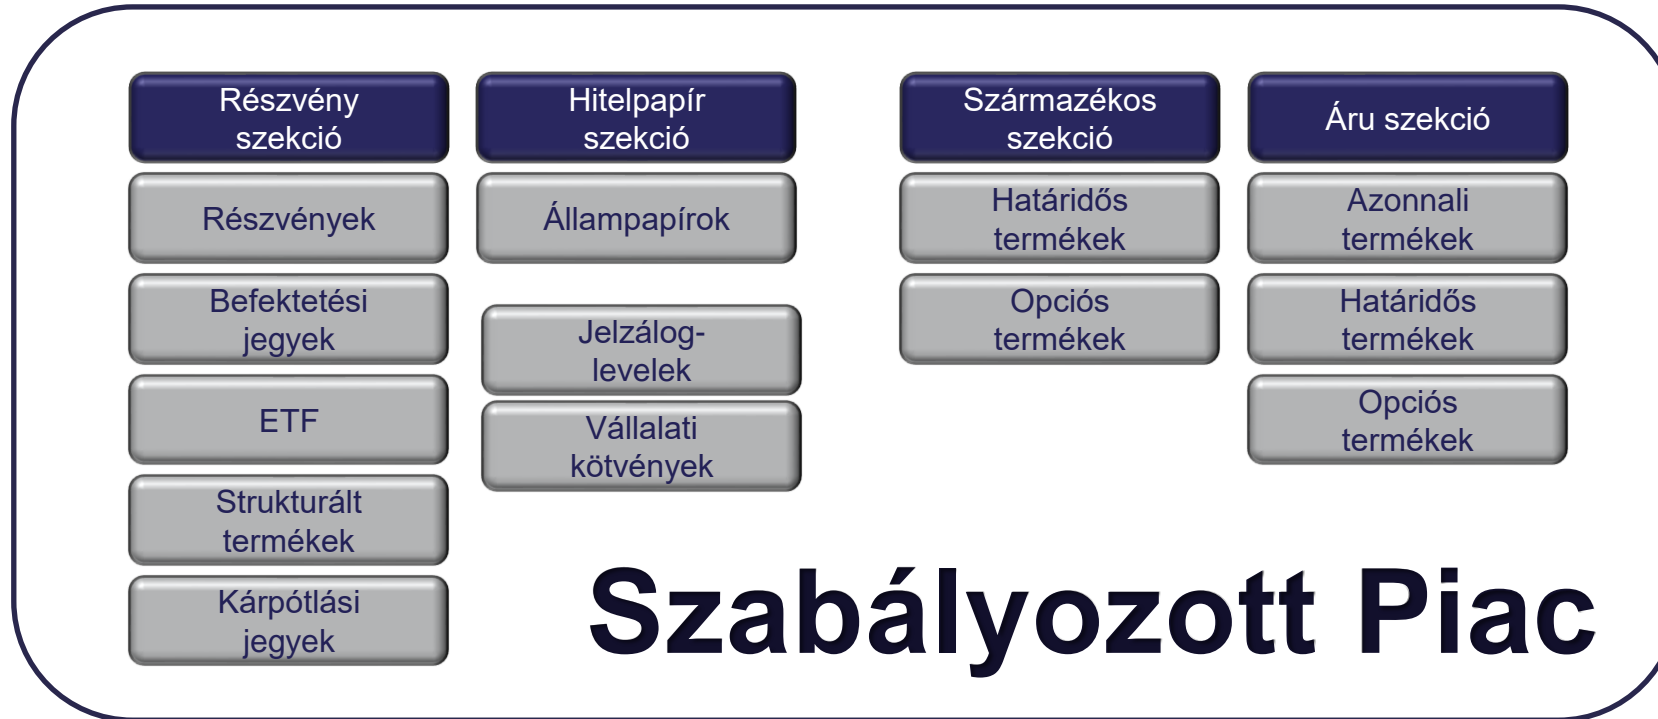 Részvény
szekció
Részvények
Befektetési
jegyek
ETF
Strukturált
termékek
Kárpótlási
jegyek
Hitelpapír
szekció
Állampapírok
Jelzálog-
levelek
Vállalati
kötvények
Származékos
szekció
Határidős
termékek
Opciós
termékek
Áru szekció
Azonnali
termékek
Határidős
termékek
Opciós
termékek
Szabályozott Piac